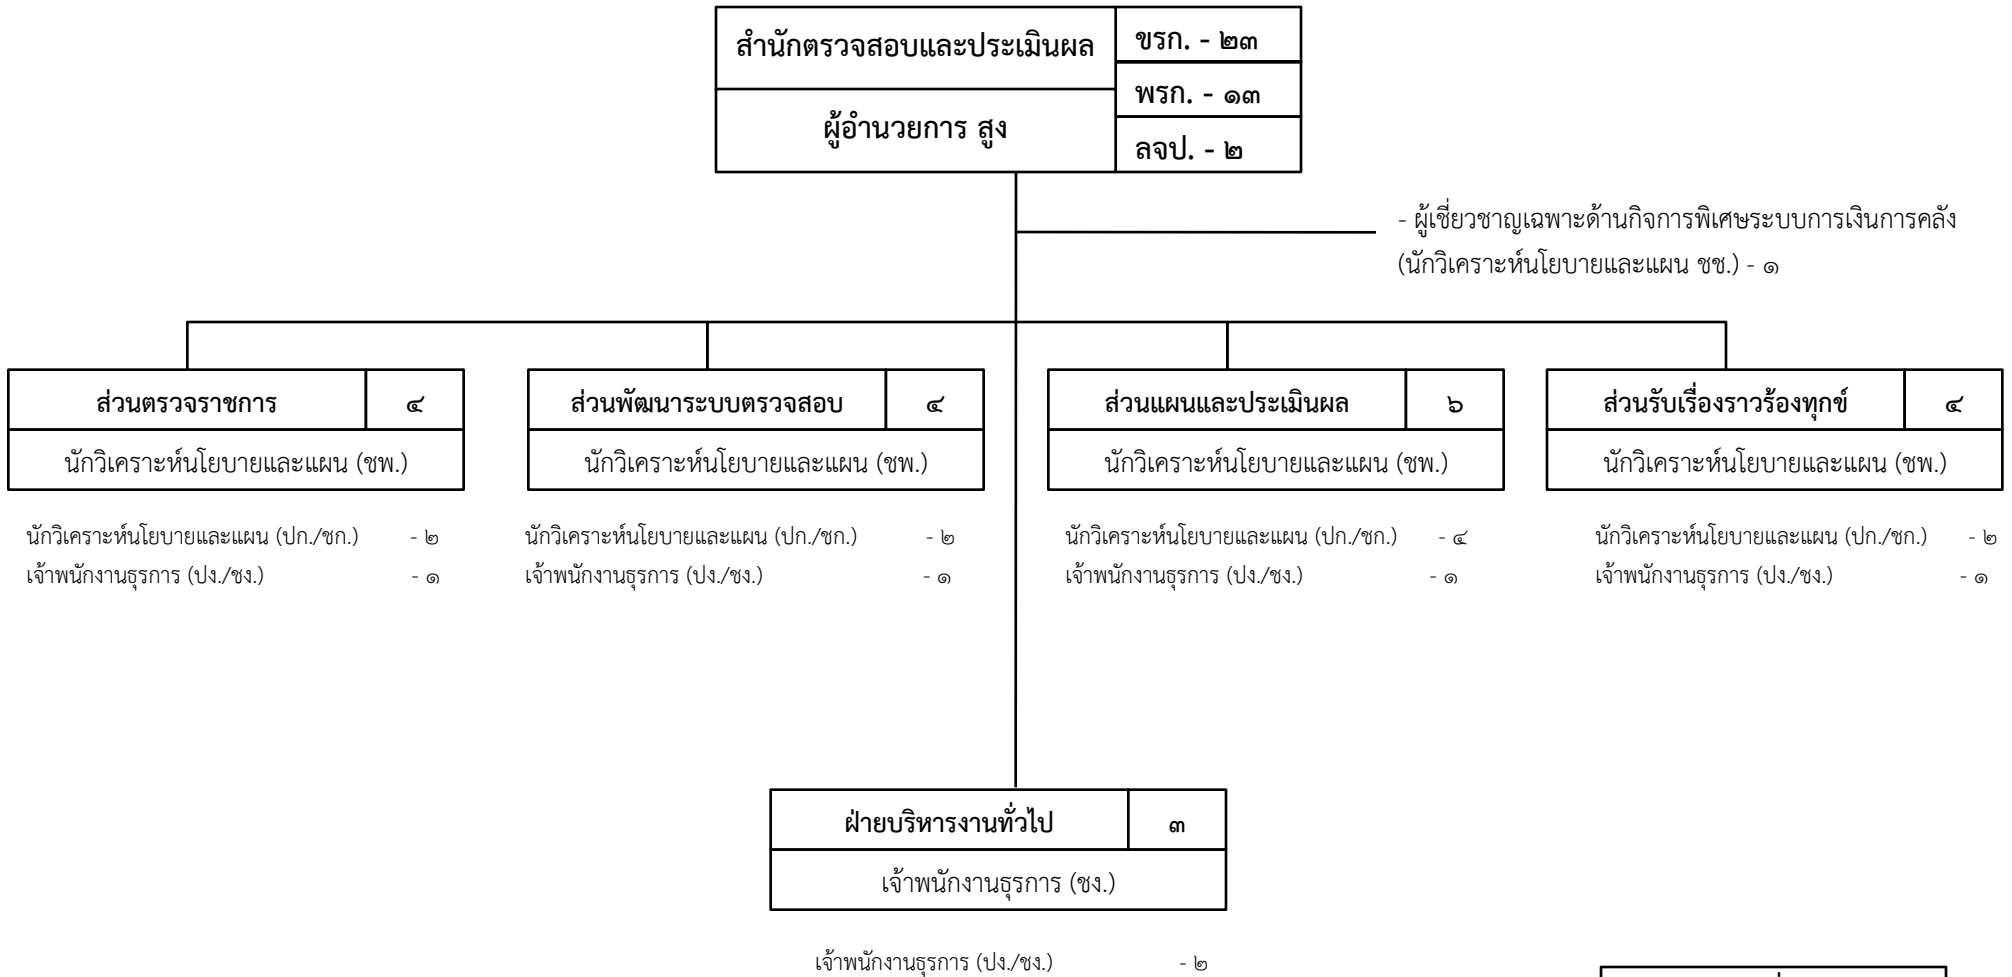 สำนักตรวจสอบและประเมินผล
ขรก. - ๒๓
พรก. - ๑๓
ผู้อำนวยการ สูง
ลจป. - ๒
- ผู้เชี่ยวชาญเฉพาะด้านกิจการพิเศษระบบการเงินการคลัง
(นักวิเคราะห์นโยบายและแผน ชช.) - ๑
ส่วนตรวจราชการ ๔
นักวิเคราะห์นโยบายและแผน (ชพ.)
นักวิเคราะห์นโยบายและแผน (ปก./ชก.) - ๒
เจ้าพนักงานธุรการ (ปง./ชง.) - ๑
ส่วนพัฒนาระบบตรวจสอบ ๔
นักวิเคราะห์นโยบายและแผน (ชพ.)
นักวิเคราะห์นโยบายและแผน (ปก./ชก.) - ๒
เจ้าพนักงานธุรการ (ปง./ชง.) - ๑
ส่วนแผนและประเมินผล ๖
นักวิเคราะห์นโยบายและแผน (ชพ.)
นักวิเคราะห์นโยบายและแผน (ปก./ชก.) - ๔
เจ้าพนักงานธุรการ (ปง./ชง.) - ๑
ส่วนรับเรื่องราวร้องทุกข์ ๔
นักวิเคราะห์นโยบายและแผน (ชพ.)
นักวิเคราะห์นโยบายและแผน (ปก./ชก.) - ๒
เจ้าพนักงานธุรการ (ปง./ชง.) - ๑
ฝ่ายบริหารงานทั่วไป ๓
เจ้าพนักงานธุรการ (ชง.)
เจ้าพนักงานธุรการ (ปง./ชง.) - ๒